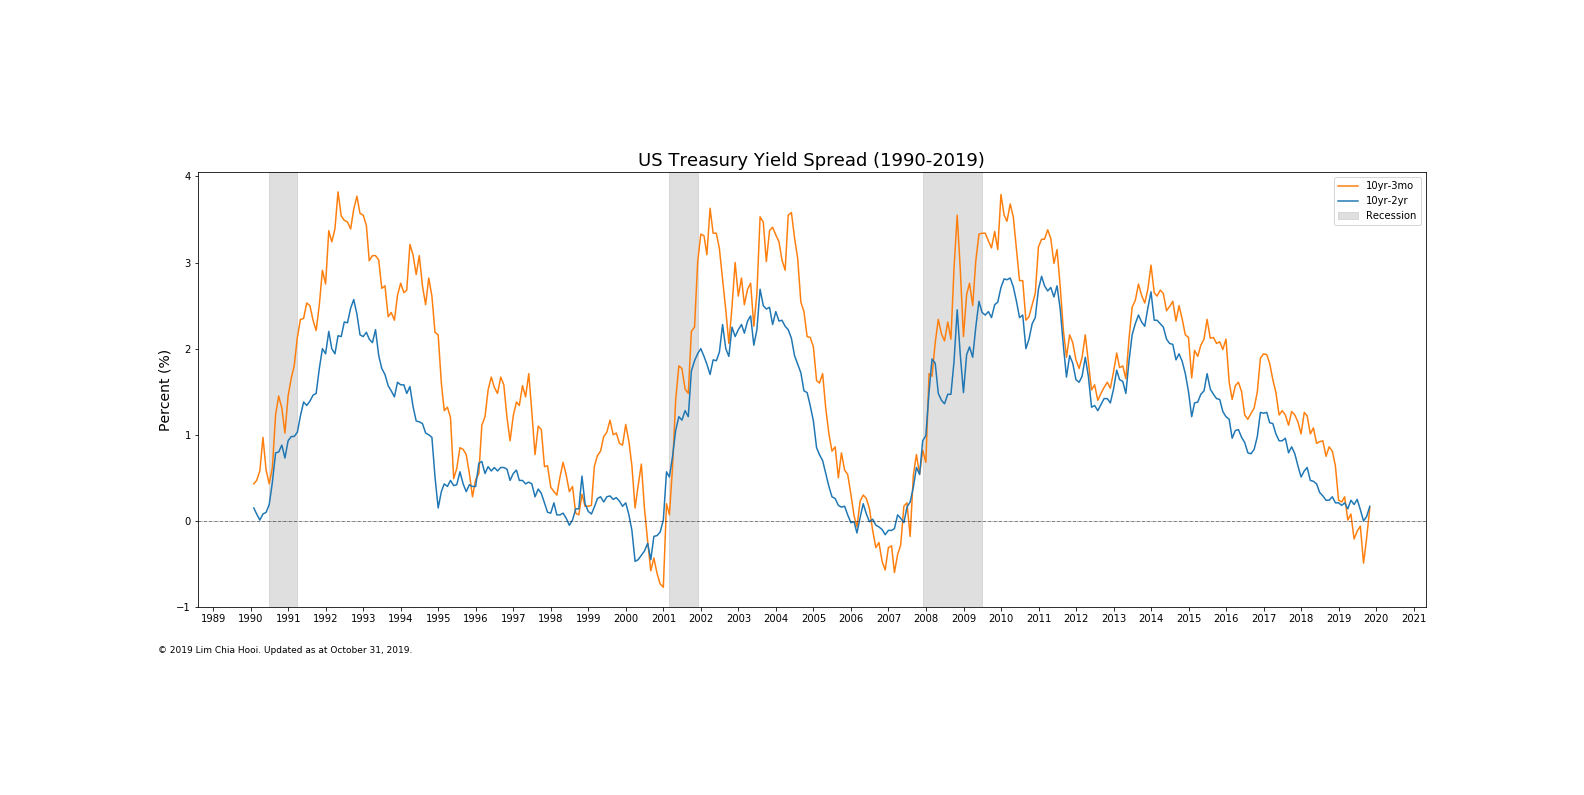 US Treasury Yield Spread (1990-2019)
Percent (%)
4
3
2
1
0
−1
10yr-3mo
10yr-2yr
Recession
1989 1990 1991 1992 1993 1994 1995 1996 1997 1998 1999 2000 2001 2002 2003 2004 2005 2006 2007 2008 2009 2010 2011 2012 2013 2014 2015 2016 2017 2018 2019 2020 2021
© 2019 Lim Chia Hooi. Updated as at October 31, 2019.